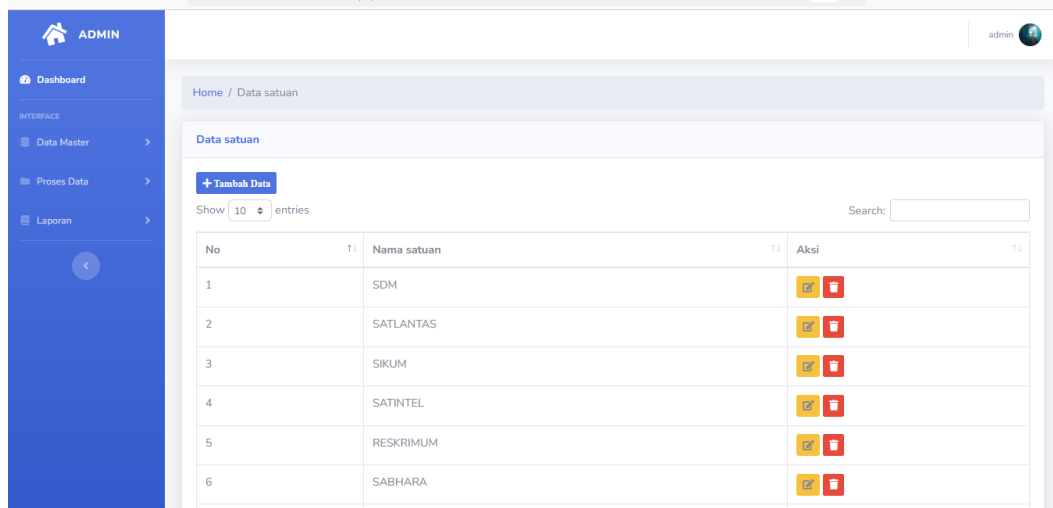 ADMIN
admin
Dashboard
Home / Data satuan
INTERFACE
Data Master
Data satuan
Proses Data
+ Tambah Data
Show 10 entries
Search:
Laporan
No Nama satuan Aksi
1 SDM
2 SATLANTAS
3 SIKUM
4 SATINTEL
5 RESKRIMUM
6 SABHARA